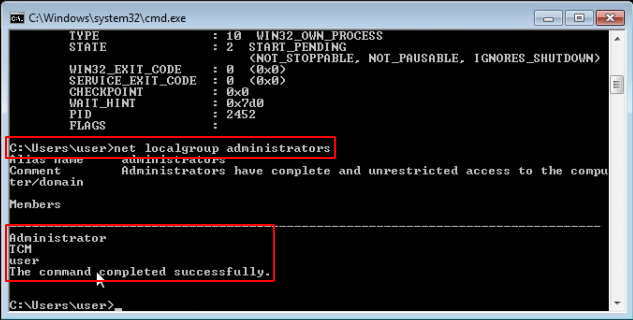 C:\Windows\system32\cmd.exe
TYPE : 10 WIN32_OWN_PROCESS
STATE : 2 START_PENDING
(NOT_STOPPABLE, NOT_PAUSABLE, IGNORES_SHUTDOWN)
WIN32_EXIT_CODE : 0 (0x0)
SERVICE_EXIT_CODE : 0 (0x0)
CHECKPOINT : 0x0
WAIT_HINT : 0x7d0
PID : 2452
FLAGS :
C:\Users\user>net localgroup administrators
Alias name administrators
Comment Administrators have complete and unrestricted access to the compu
ter/domain
Members
-------------------------------------------------------------------------------
Administrator
TCM
user
The command completed successfully.
C:\Users\user>_